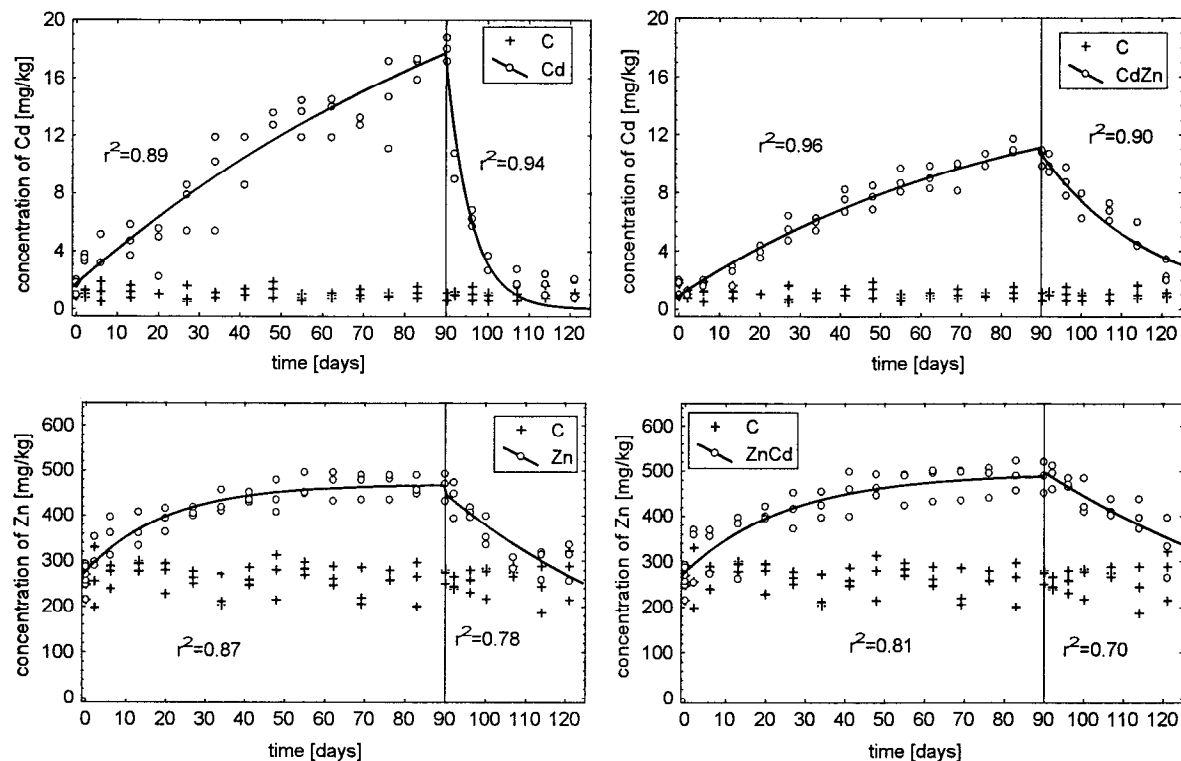 20
16
12
8
4
0
concentration of Cd [mg/kg]
C
Cd
r²=0.89
r²=0.94
0 10 20 30 40 50 60 70 80 90 100 110 120
time [days]
20
16
12
8
4
0
concentration of Cd [mg/kg]
C
CdZn
r²=0.96
r²=0.90
0 10 20 30 40 50 60 70 80 90 100 110 120
time [days]
600
500
400
300
200
100
0
concentration of Zn [mg/kg]
C
Zn
r²=0.87
r²=0.78
0 10 20 30 40 50 60 70 80 90 100 110 120
time [days]
600
500
400
300
200
100
0
concentration of Zn [mg/kg]
C
ZnCd
r²=0.81
r²=0.70
0 10 20 30 40 50 60 70 80 90 100 110 120
time [days]